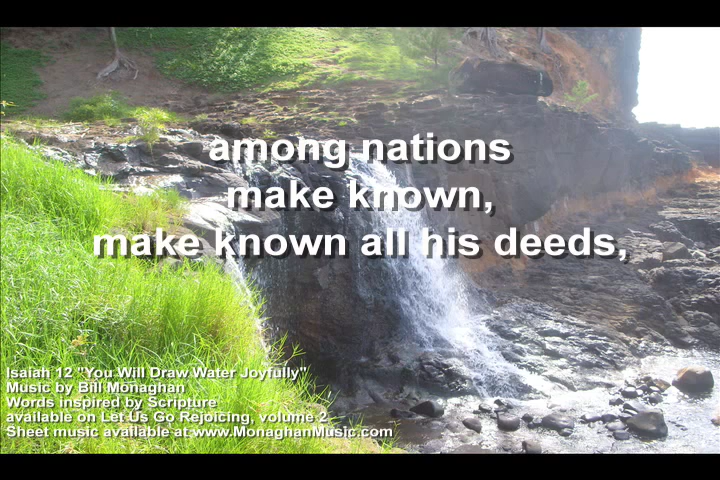 among nations
make known,
make known all his deeds,
Isaiah 12 "You Will Draw Water Joyfully"
Music by Bill Monaghan
Words inspired by Scripture
available on Let Us Go Rejoicing, volume 2
Sheet music available at www.MonaghanMusic.com